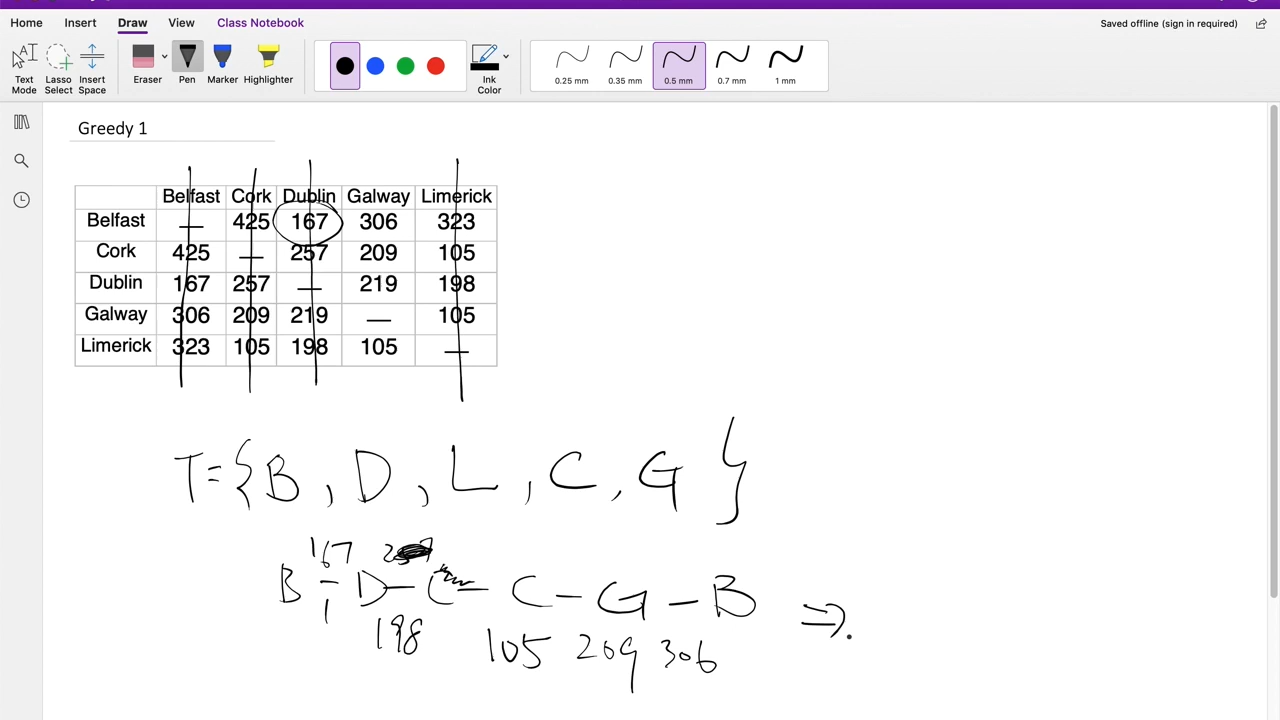 Home Insert Draw View Class Notebook Saved offline (sign in required)
Text Mode Lasso Select Insert Space Eraser Pen Marker Highlighter Ink Color 0.25 mm 0.35 mm 0.5 mm 0.7 mm 1 mm
Greedy 1
Belfast Cork Dublin Galway Limerick
Belfast — 425 167 306 323
Cork 425 — 257 209 105
Dublin 167 257 — 219 198
Galway 306 209 219 — 105
Limerick 323 105 198 105 —
T={B, D, L, C, G}
167
B - D - L - C - G - B ⇒
198 105 209 306